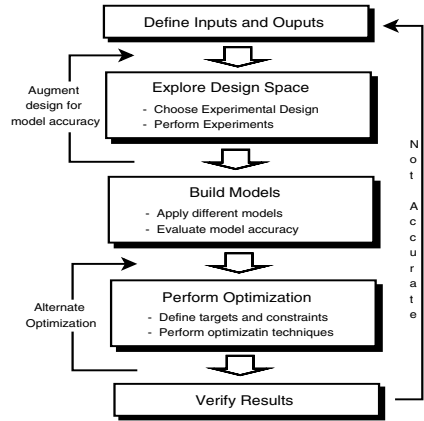 Define Inputs and Ouputs
Explore Design Space
- Choose Experimental Design
- Perform Experiments
Augment
design for
model accuracy
Build Models
- Apply different models
- Evaluate model accuracy
Perform Optimization
- Define targets and constraints
- Perform optimizatin techniques
Alternate
Optimization
Verify Results
Not Accurate